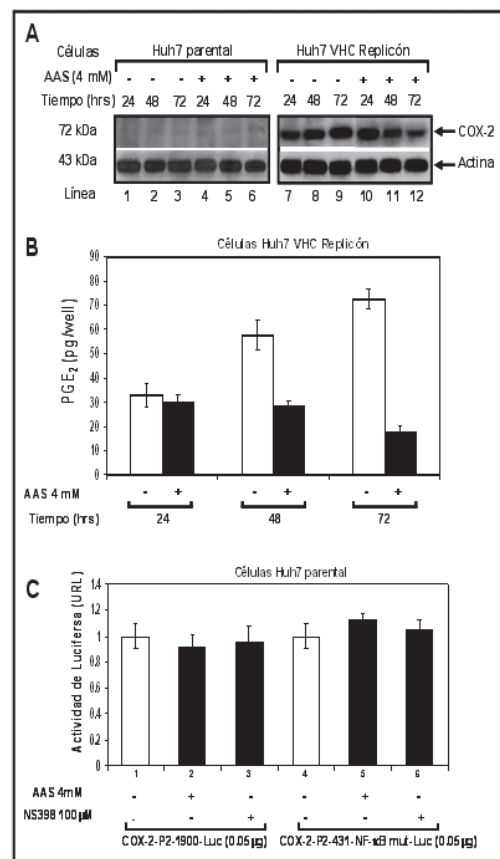 A
Células Huh7 parental Huh7 VHC Replicón
AAS (4 mM) - - - + + + - - - + + +
Tiempo (hrs) 24 48 72 24 48 72 24 48 72 24 48 72
72 kDa COX-2
43 kDa Actina
Línea 1 2 3 4 5 6 7 8 9 10 11 12
B
Células Huh7 VHC Replicón
PGE2 (pg/well)
90
80
70
60
50
40
30
20
10
0
AAS 4 mM - + - + - +
Tiempo (hrs) 24 48 72
C
Células Huh7 parental
Actividad de Lucifersa (URL)
1.4
1.2
1
0.8
0.6
0.4
0.2
0
1 2 3 4 5 6
AAS 4mM - + - - + -
NS398 100 µM - - + - - +
COX-2-P2-1900-Luc (0.05 µg) COX-2-P2-431-NF-κB mut-Luc (0.05 µg)